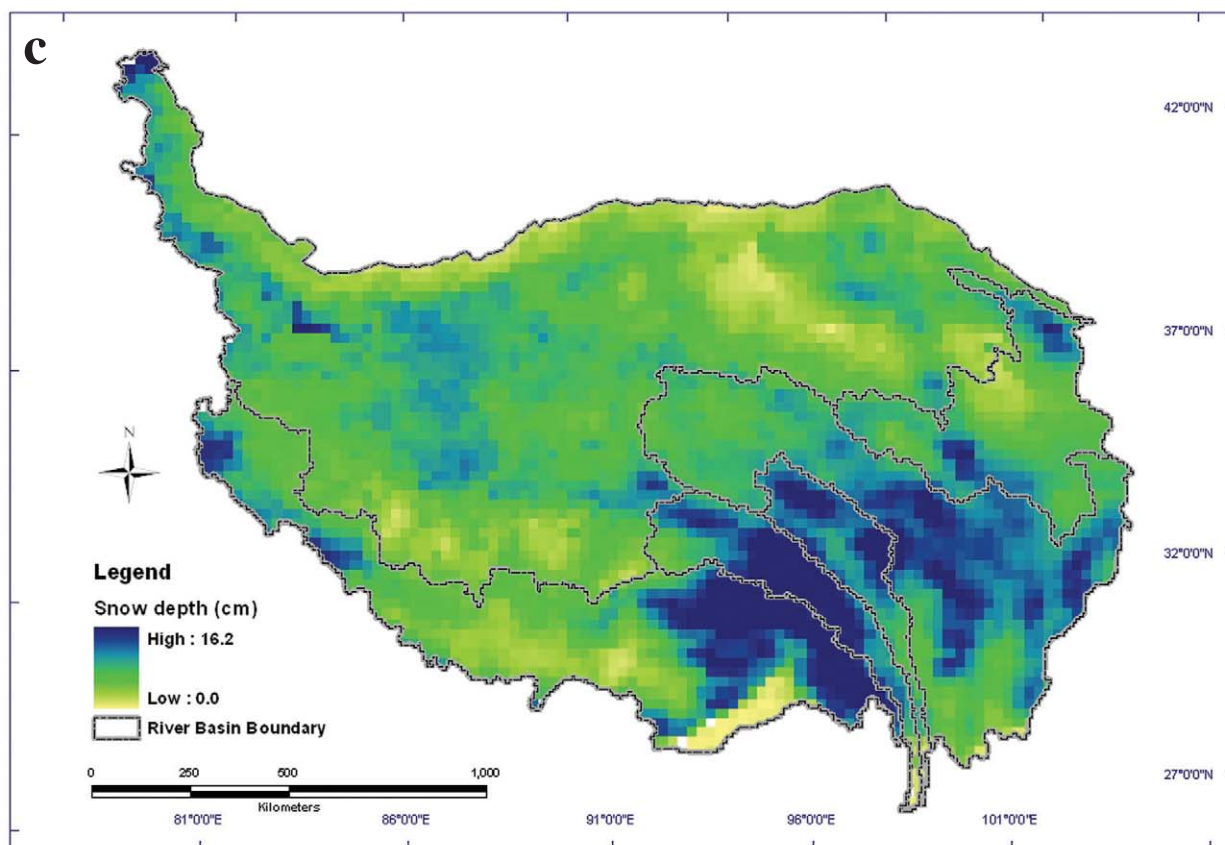 c
42°0'0"N
37°0'0"N
N
32°0'0"N
Legend
Snow depth (cm)
High : 16.2
Low : 0.0
River Basin Boundary
27°0'0"N
0 250 500 1,000
Kilometers
81°0'0"E 86°0'0"E 91°0'0"E 96°0'0"E 101°0'0"E